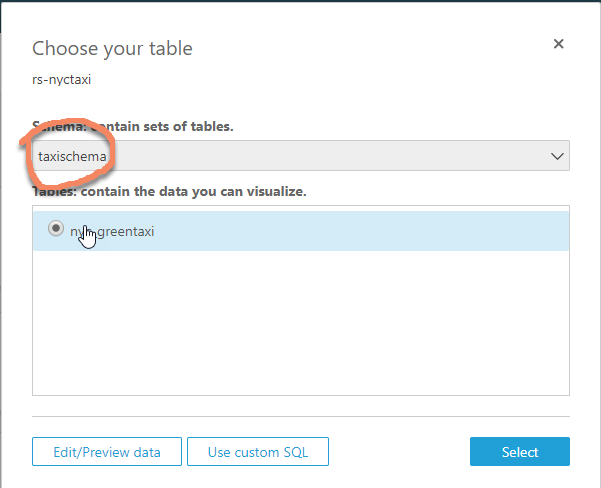 Choose your table
rs-nyctaxi
Schema: contain sets of tables.
taxischema
Tables: contain the data you can visualize.
greentaxi
Edit/Preview data
Use custom SQL
Select